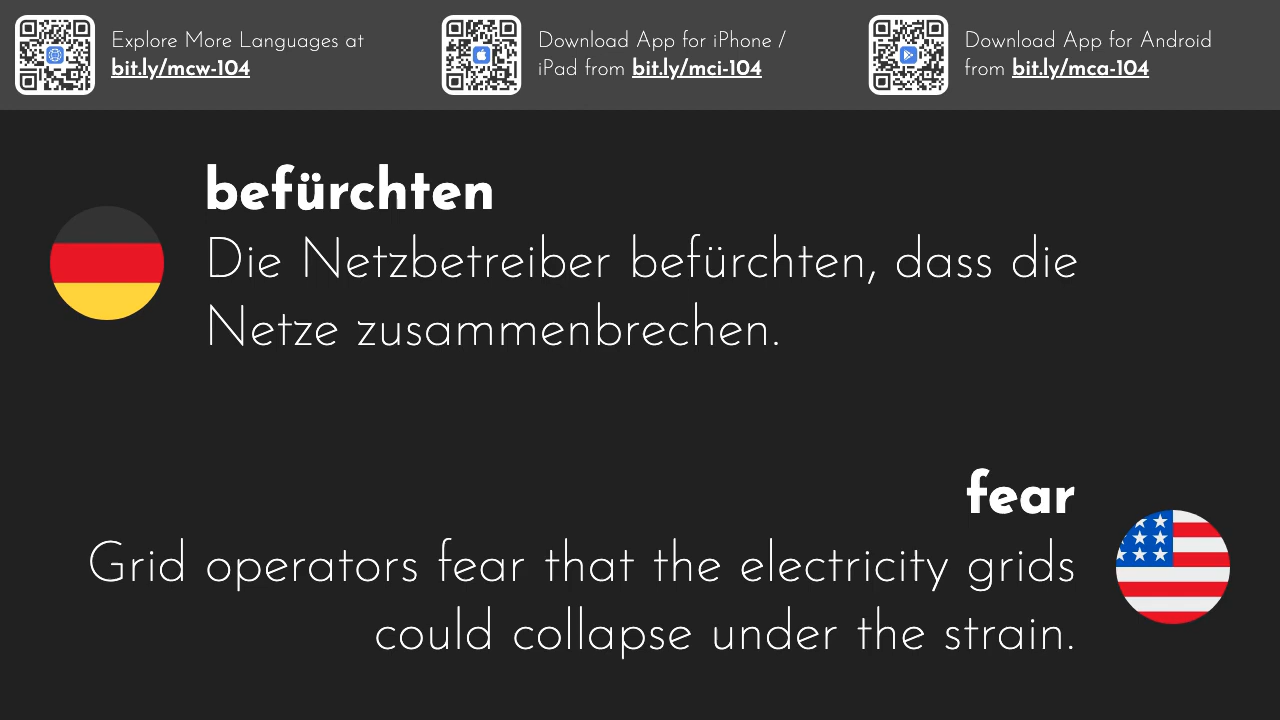 Explore More Languages at
bit.ly/mcw-104
Download App for iPhone /
iPad from bit.ly/mci-104
Download App for Android
from bit.ly/mca-104
befürchten
Die Netzbetreiber befürchten, dass die
Netze zusammenbrechen.
fear
Grid operators fear that the electricity grids
could collapse under the strain.